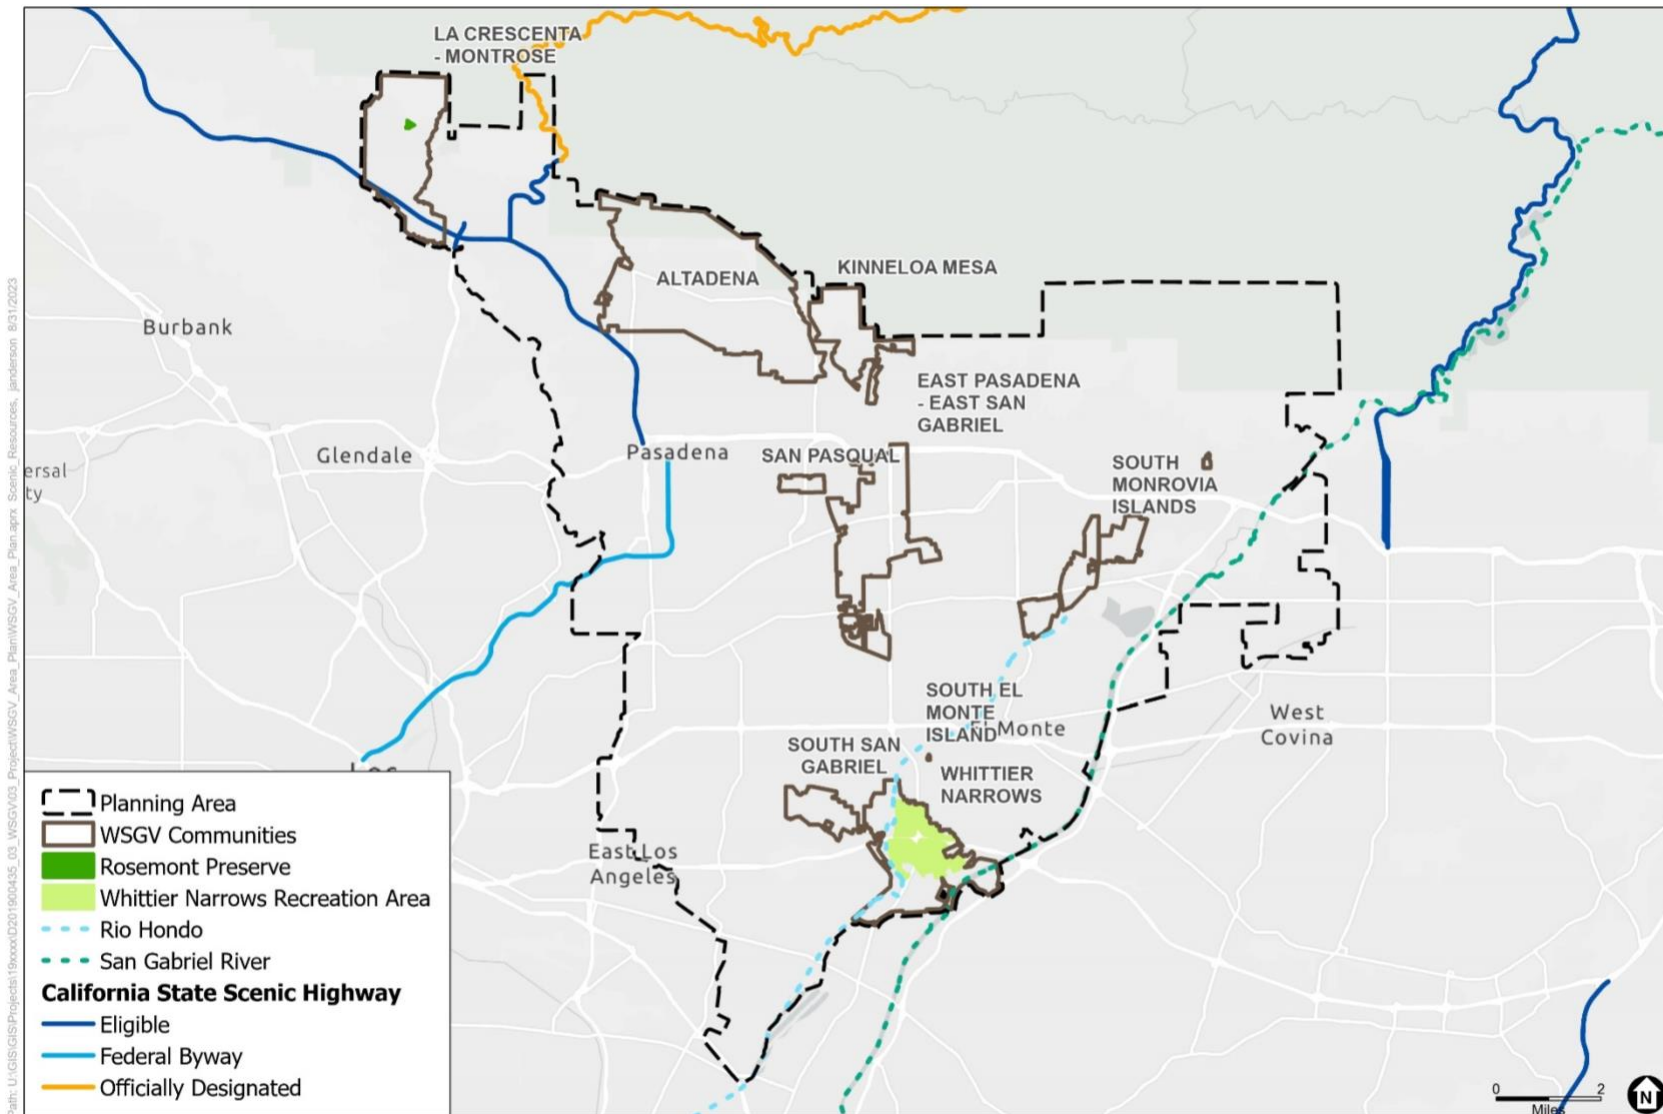 LA CRESCENTA
- MONTROSE
ALTADENA
KINNELOA MESA
Burbank
EAST PASADENA
- EAST SAN
GABRIEL
Glendale
Pasadena
SAN PASQUAL
ersal
ty
SOUTH
MONROVIA
ISLANDS
SOUTH EL
MONTE
ISLAND
El Monte
West
Covina
SOUTH SAN
GABRIEL
WHITTIER
NARROWS
East Los
Angeles
Planning Area
WSGV Communities
Rosemont Preserve
Whittier Narrows Recreation Area
Rio Hondo
San Gabriel River
California State Scenic Highway
Eligible
Federal Byway
Officially Designated
0 2
Miles
N